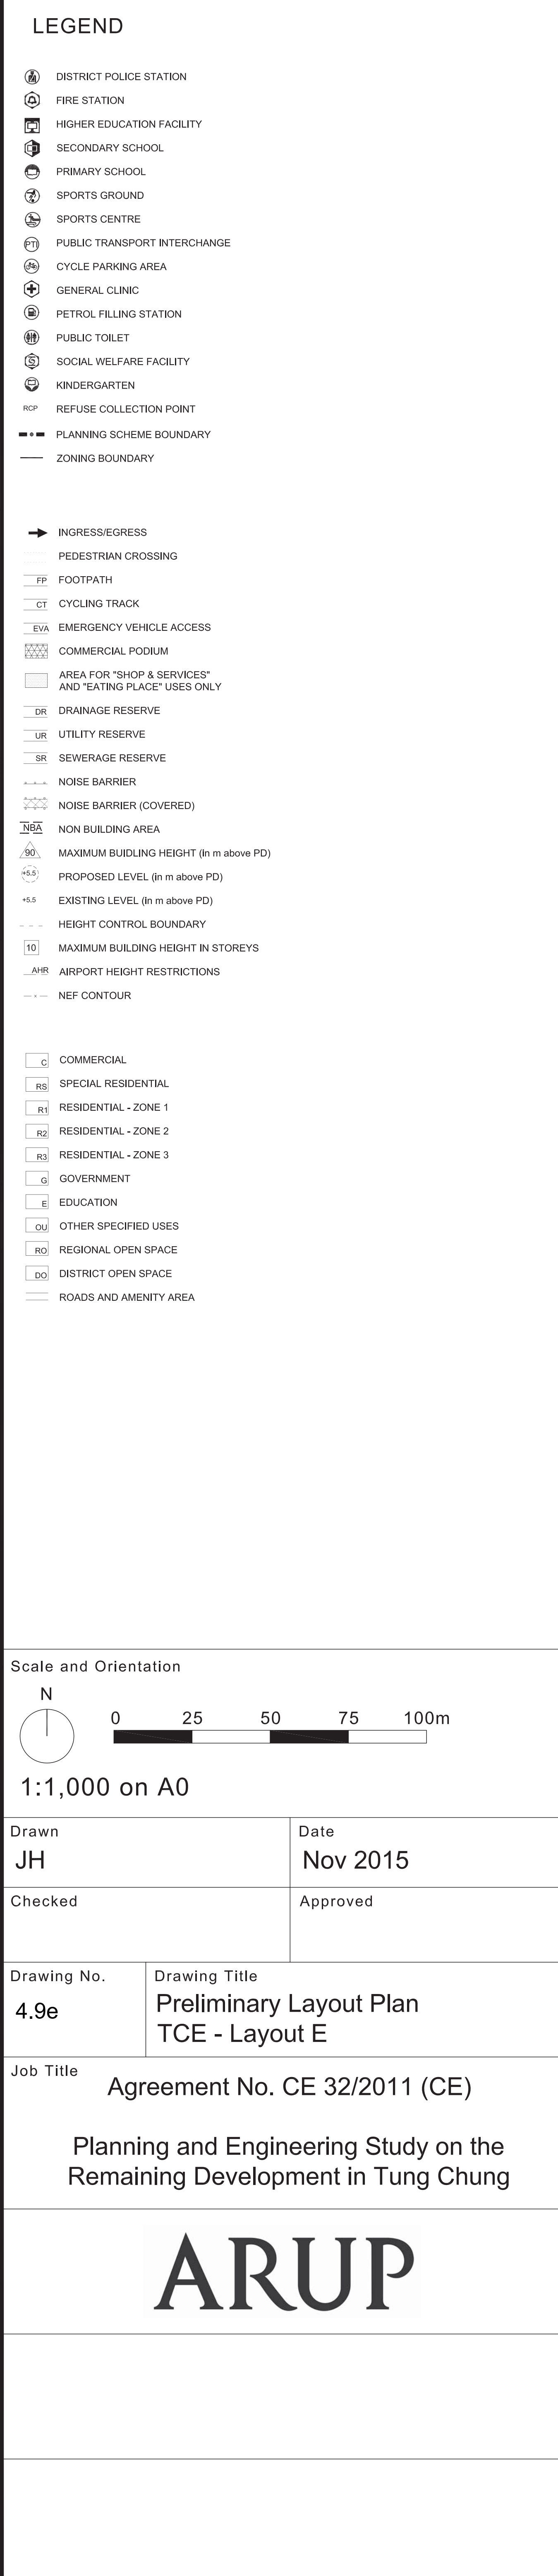 LEGEND
DISTRICT POLICE STATION
FIRE STATION
HIGHER EDUCATION FACILITY
SECONDARY SCHOOL
PRIMARY SCHOOL
SPORTS GROUND
SPORTS CENTRE
PTI PUBLIC TRANSPORT INTERCHANGE
CYCLE PARKING AREA
GENERAL CLINIC
PETROL FILLING STATION
PUBLIC TOILET
S SOCIAL WELFARE FACILITY
KINDERGARTEN
RCP REFUSE COLLECTION POINT
PLANNING SCHEME BOUNDARY
ZONING BOUNDARY
INGRESS/EGRESS
PEDESTRIAN CROSSING
FP FOOTPATH
CT CYCLING TRACK
EVA EMERGENCY VEHICLE ACCESS
COMMERCIAL PODIUM
AREA FOR "SHOP & SERVICES"
AND "EATING PLACE" USES ONLY
DR DRAINAGE RESERVE
UR UTILITY RESERVE
SR SEWERAGE RESERVE
NOISE BARRIER
NOISE BARRIER (COVERED)
NBA NON BUILDING AREA
90 MAXIMUM BUIDLING HEIGHT (in m above PD)
+5.5 PROPOSED LEVEL (in m above PD)
+5.5 EXISTING LEVEL (in m above PD)
HEIGHT CONTROL BOUNDARY
10 MAXIMUM BUILDING HEIGHT IN STOREYS
AHR AIRPORT HEIGHT RESTRICTIONS
NEF CONTOUR
C COMMERCIAL
RS SPECIAL RESIDENTIAL
R1 RESIDENTIAL - ZONE 1
R2 RESIDENTIAL - ZONE 2
R3 RESIDENTIAL - ZONE 3
G GOVERNMENT
E EDUCATION
OU OTHER SPECIFIED USES
RO REGIONAL OPEN SPACE
DO DISTRICT OPEN SPACE
ROADS AND AMENITY AREA
Scale and Orientation
N
0 25 50 75 100m
1:1,000 on A0
Drawn Date
JH Nov 2015
Checked Approved
Drawing No. Drawing Title
4.9e Preliminary Layout Plan
TCE - Layout E
Job Title
Agreement No. CE 32/2011 (CE)
Planning and Engineering Study on the
Remaining Development in Tung Chung
ARUP